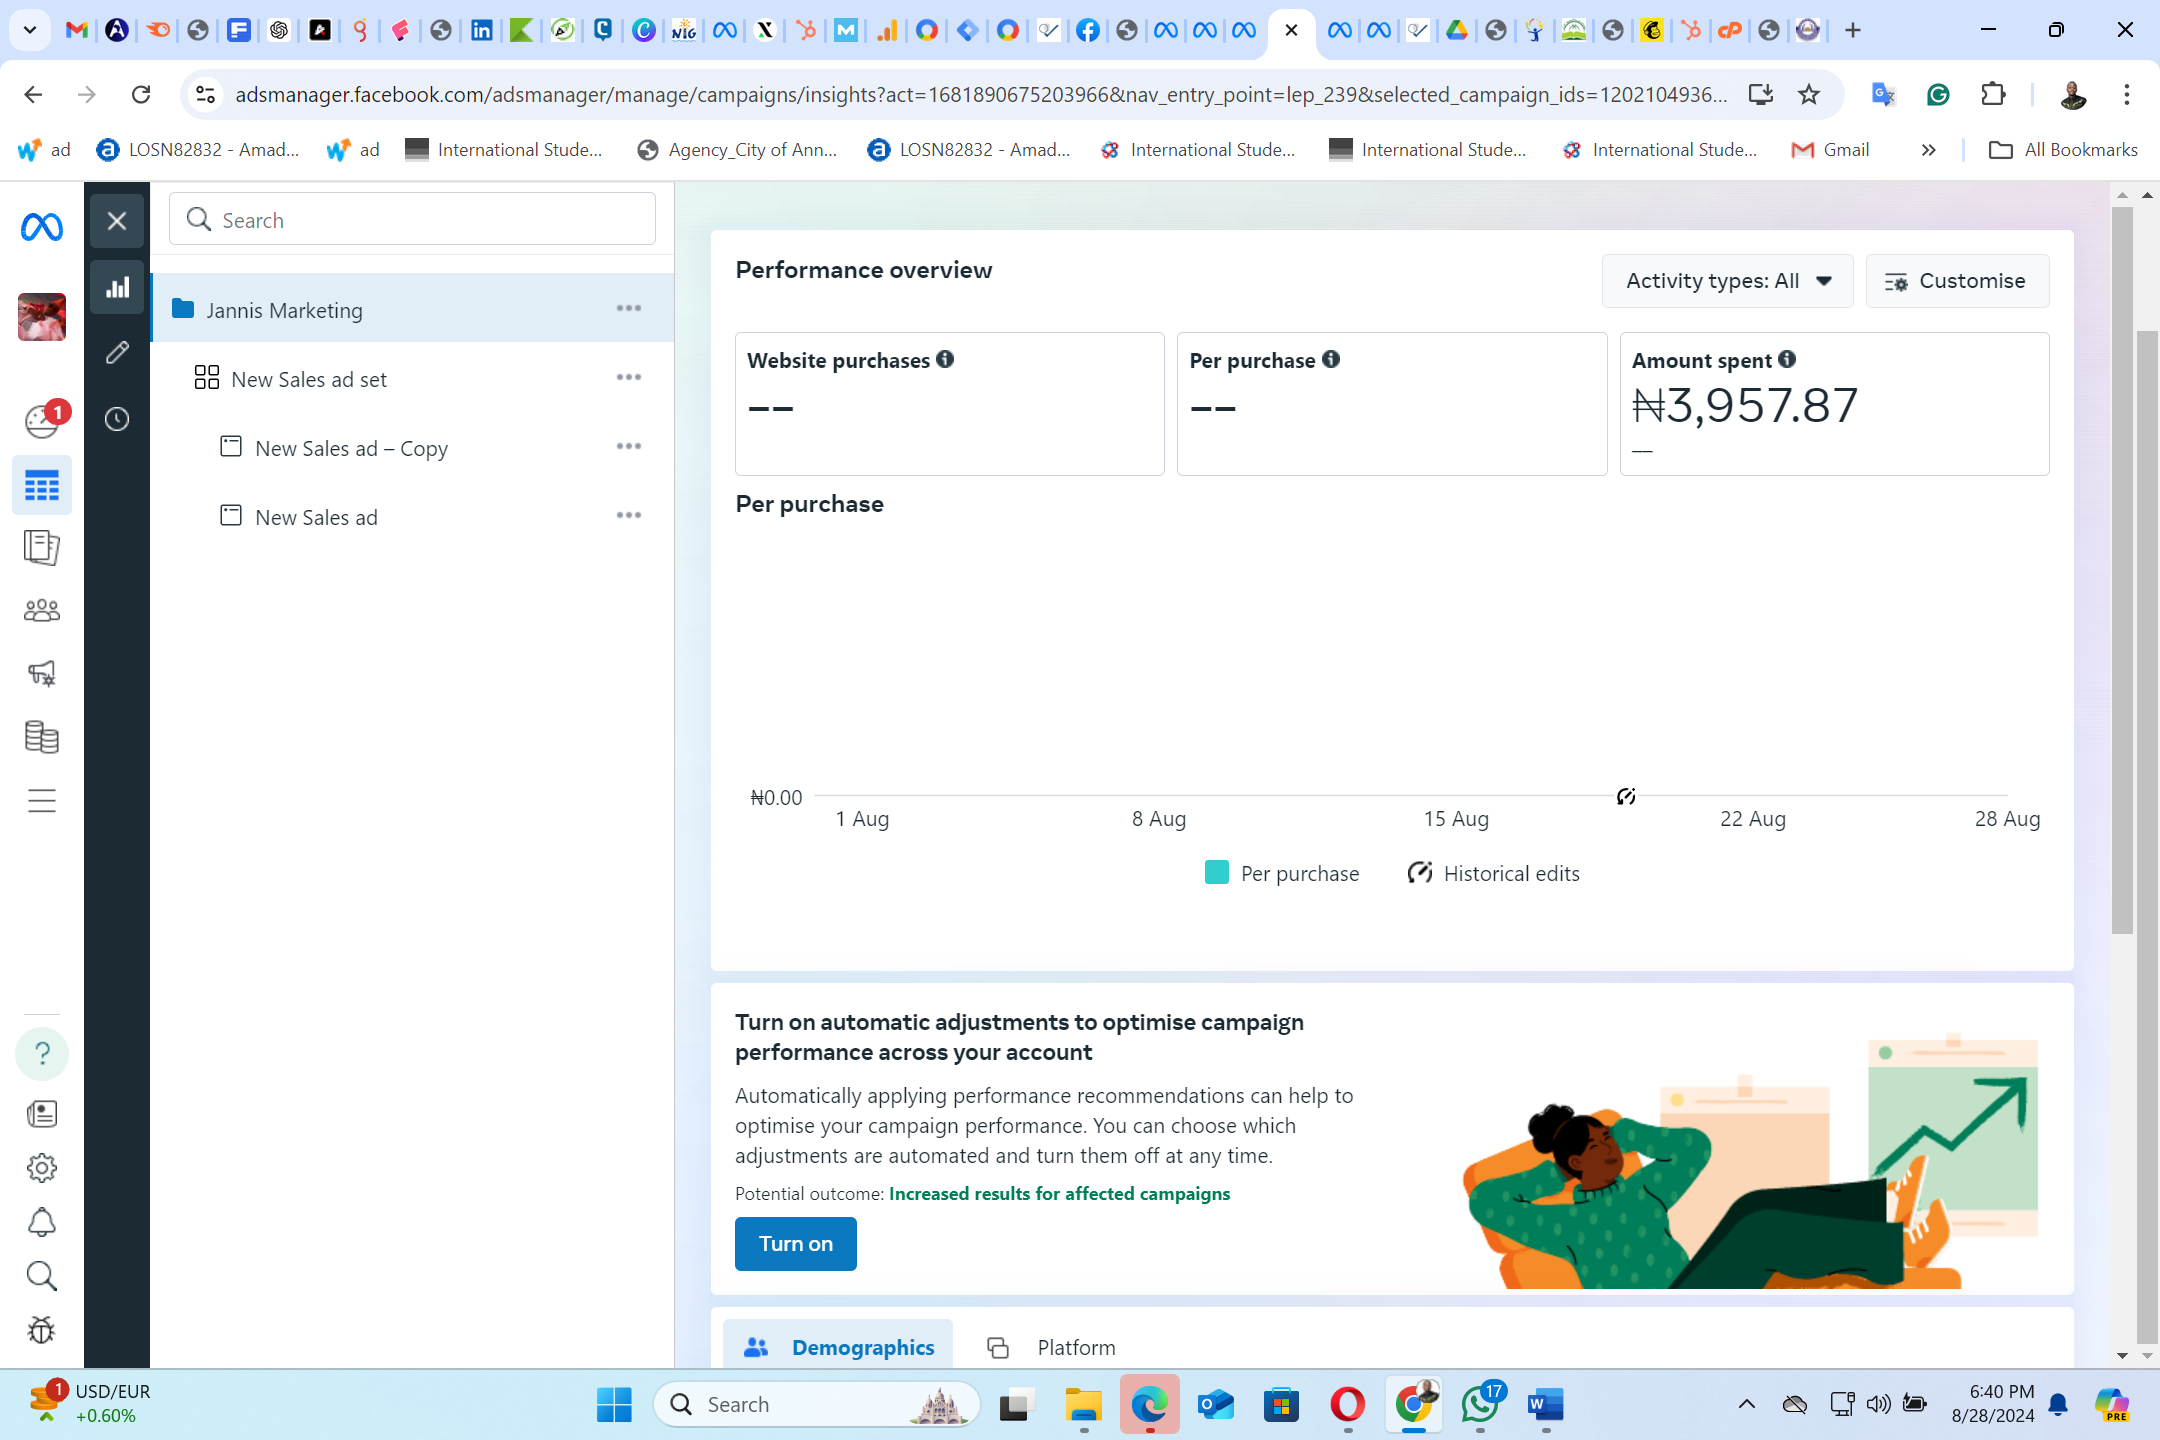 adsmanager.facebook.com/adsmanager/manage/campaigns/insights?act=1681890675203966&nav_entry_point=lep_239&selected_campaign_ids=1202104936...
ad
LOSN82832 - Amad...
ad
International Stude...
Agency_City of Ann...
LOSN82832 - Amad...
International Stude...
International Stude...
International Stude...
Gmail
All Bookmarks
Search
Jannis Marketing
New Sales ad set
New Sales ad – Copy
New Sales ad
1
Performance overview
Activity types: All
Customise
Website purchases
––
Per purchase
––
Amount spent
₦3,957.87
—
Per purchase
₦0.00
1 Aug
8 Aug
15 Aug
22 Aug
28 Aug
Per purchase
Historical edits
Turn on automatic adjustments to optimise campaign
performance across your account
Automatically applying performance recommendations can help to
optimise your campaign performance. You can choose which
adjustments are automated and turn them off at any time.
Potential outcome: Increased results for affected campaigns
Turn on
Demographics
Platform
1
USD/EUR
+0.60%
Search
17
6:40 PM
8/28/2024
PRE